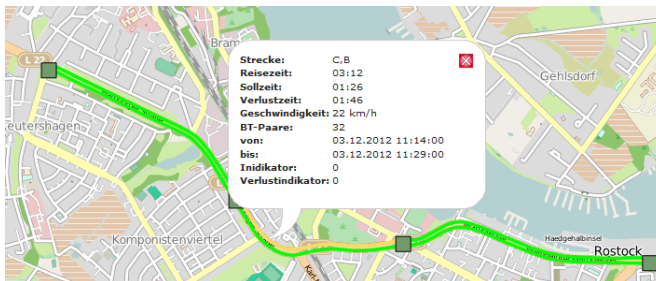 Bram
L 22
Strecke: C,B
Reisezeit: 03:12
Sollzeit: 01:26
Verlustzeit: 01:46
Geschwindigkeit: 22 km/h
BT-Paare: 32
von: 03.12.2012 11:14:00
bis: 03.12.2012 11:29:00
Inidikator: 0
Verlustindikator: 0
Gehlsdorf
eutershagen
Komponistenviertel
Haedgehalbinsel
Rostock